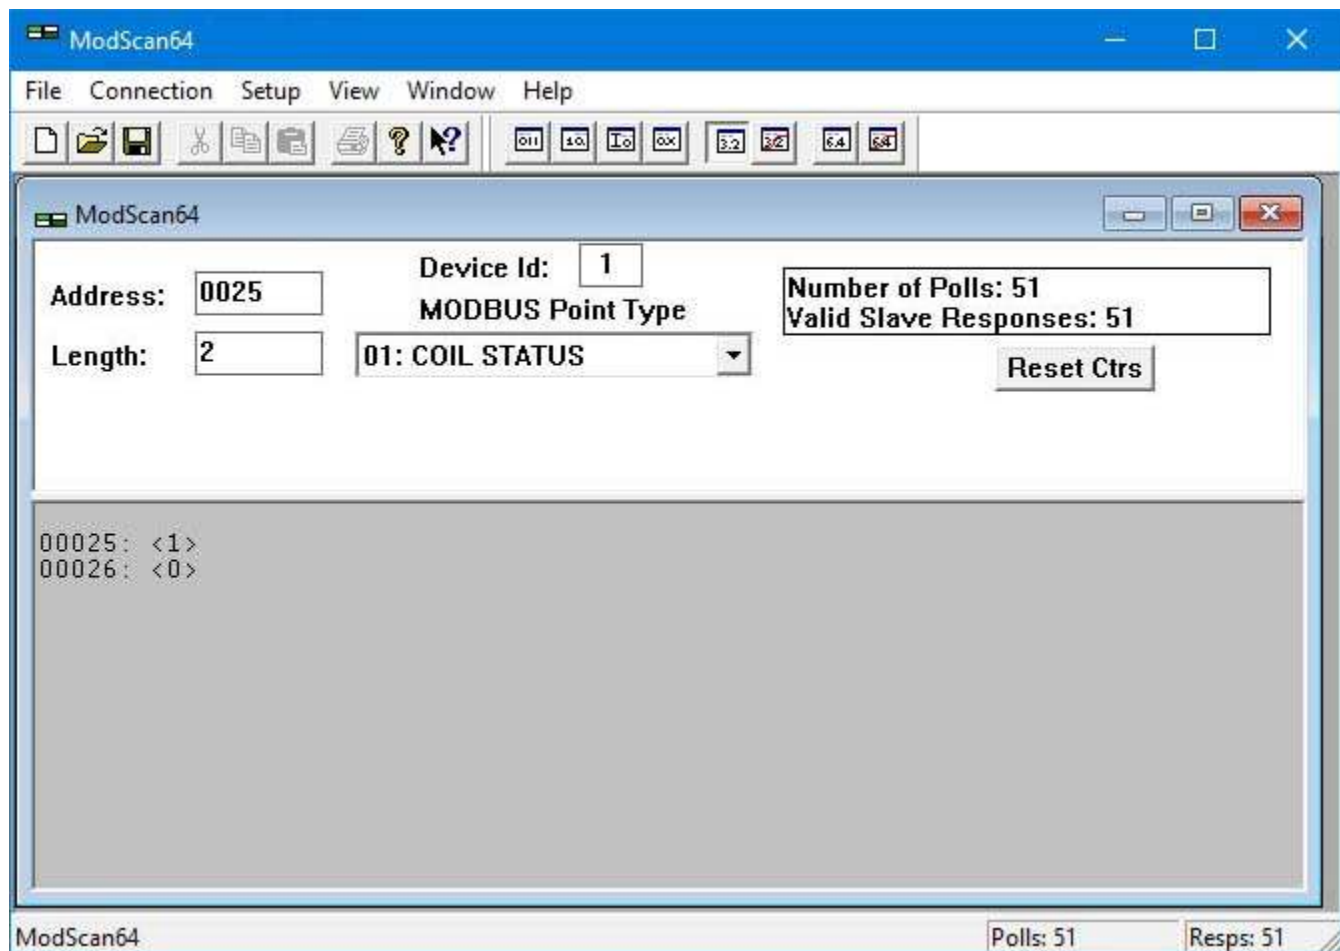 ModScan64
File Connection Setup View Window Help
ModScan64
Device Id: 1
Address: 0025
MODBUS Point Type
Number of Polls: 51
Valid Slave Responses: 51
Length: 2
01: COIL STATUS
Reset Ctrs
00025: <1>
00026: <0>
ModScan64
Polls: 51
Resps: 51